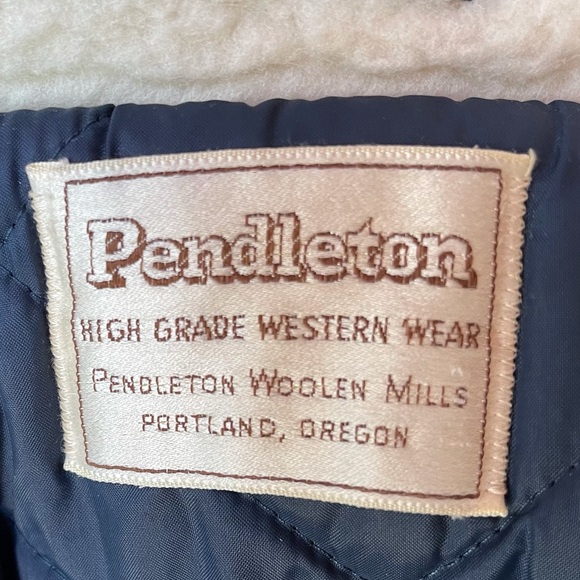 Pendleton
HIGH GRADE WESTERN WEAR
PENDLETON WOOLEN MILLS
PORTLAND, OREGON